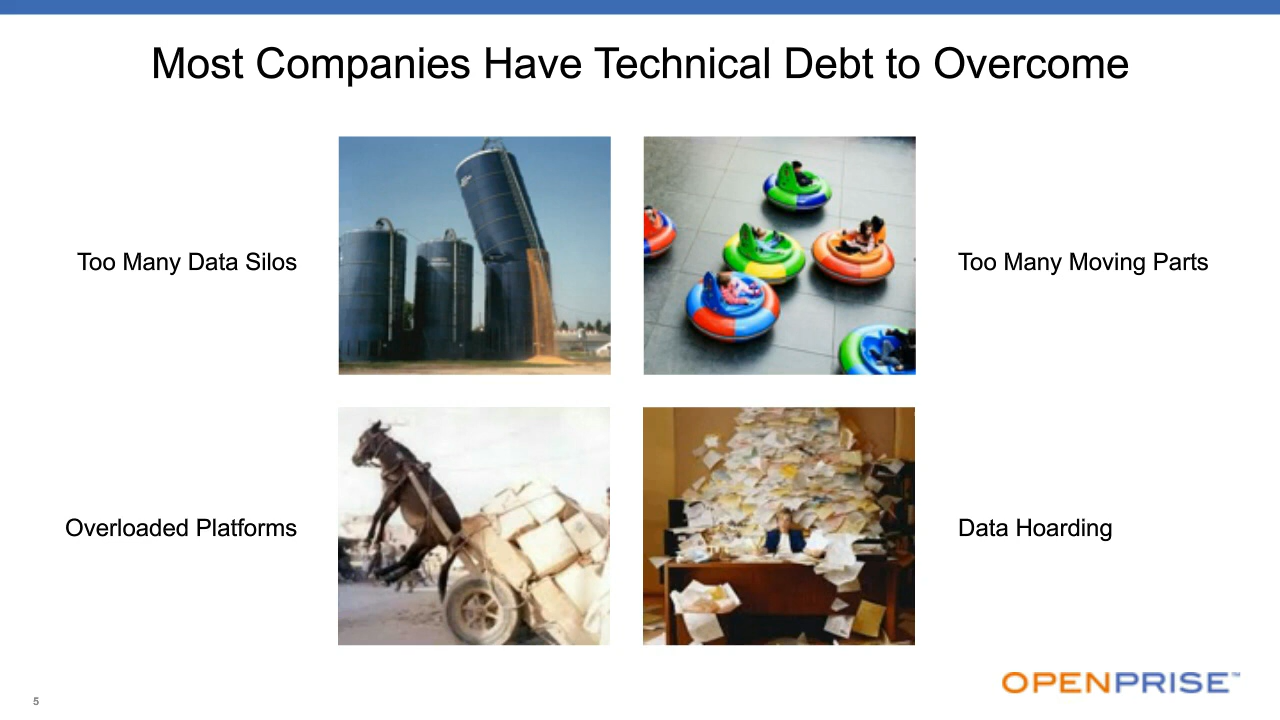 Most Companies Have Technical Debt to Overcome
Too Many Data Silos
Too Many Moving Parts
Overloaded Platforms
Data Hoarding
OPENPRISE™
5